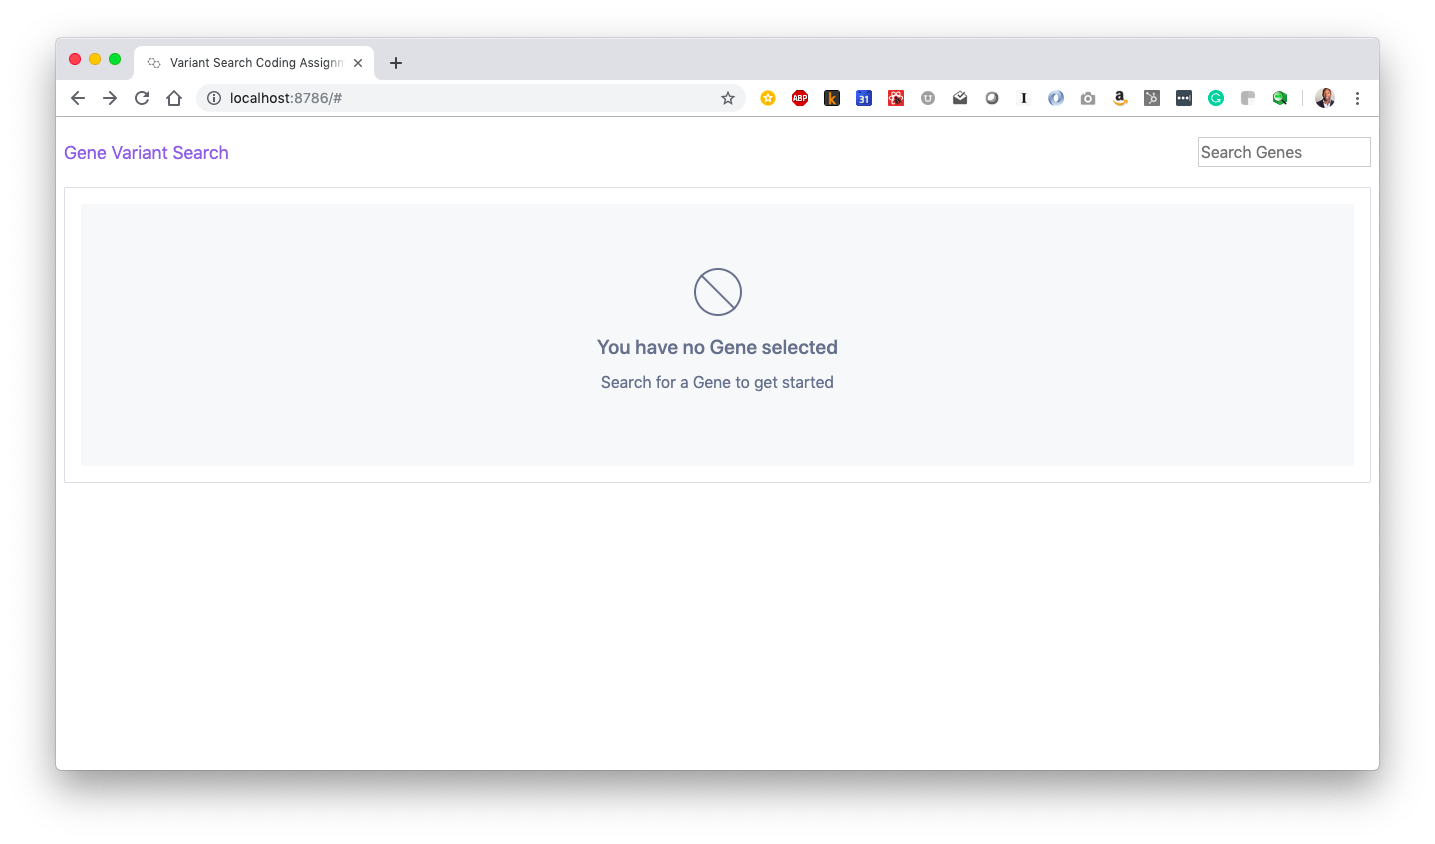 Variant Search Coding Assignm
localhost:8786/#
ABP
k
31
U
I
a
G
Gene Variant Search
Search Genes
You have no Gene selected
Search for a Gene to get started